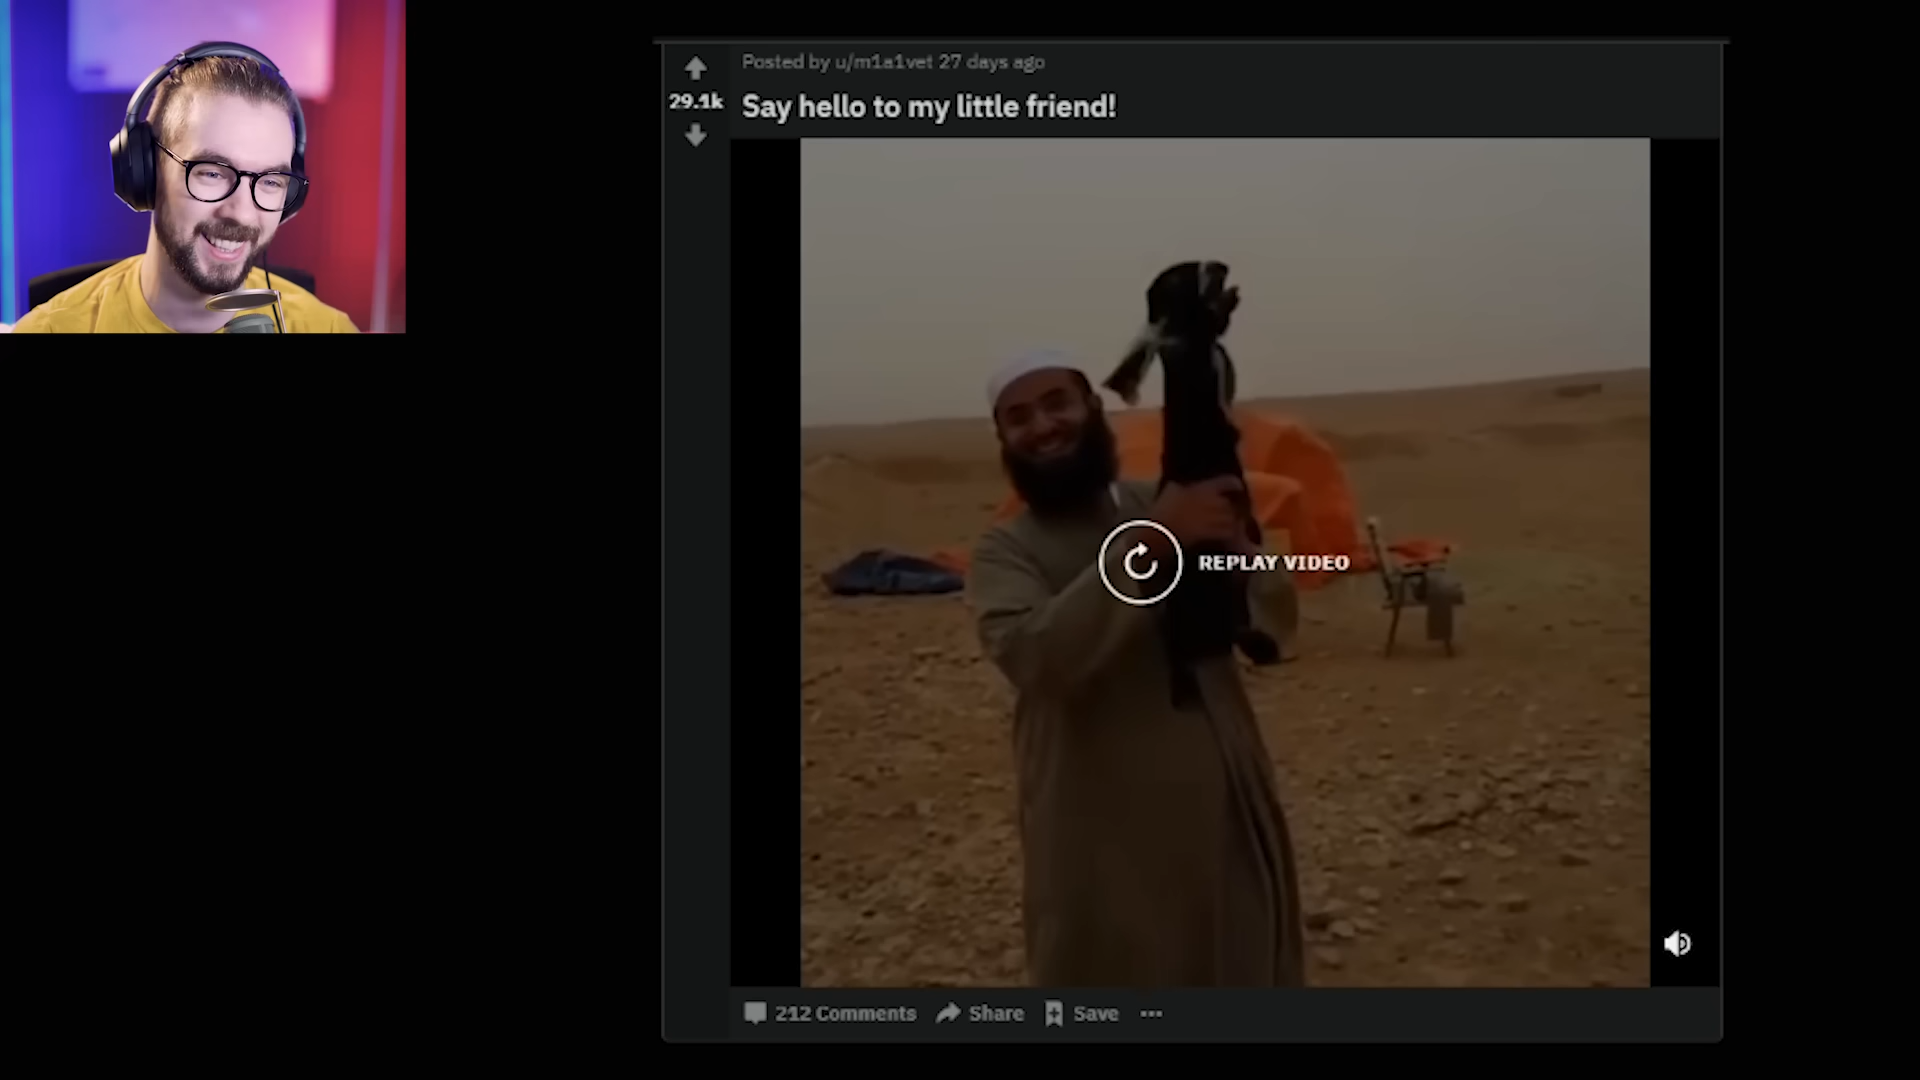 Posted by u/m1a1vet 27 days ago
29.1k
Say hello to my little friend!
REPLAY VIDEO
212 Comments Share Save